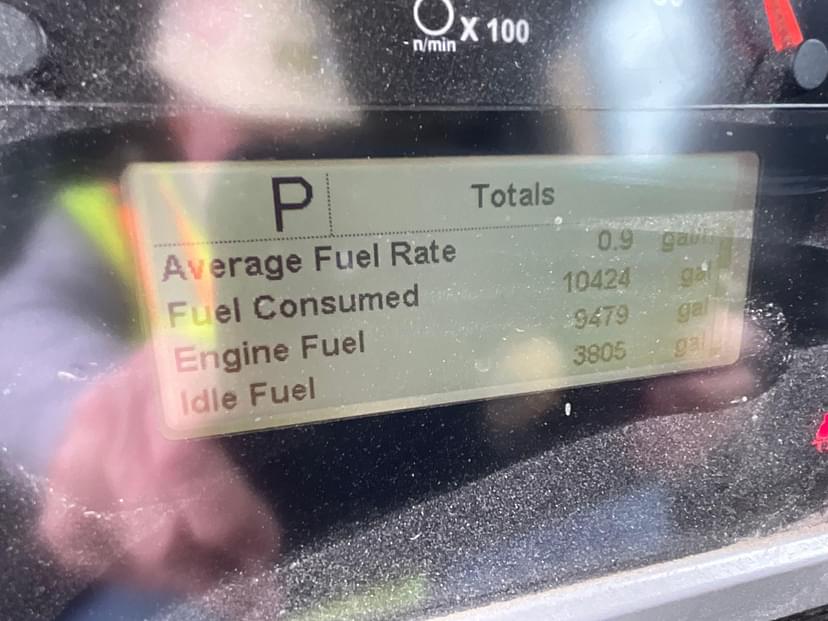 X 100
n/min
P Totals
Average Fuel Rate 0.9
Fuel Consumed 10424 gal
Engine Fuel 9479 gal
Idle Fuel 3805 gal